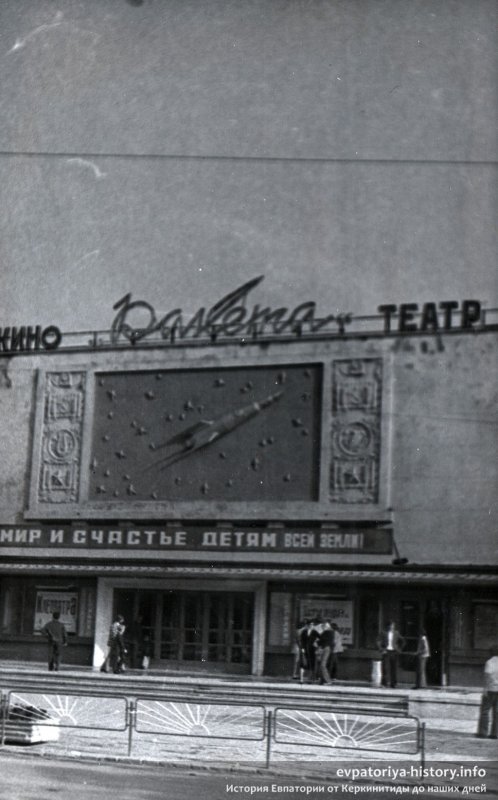 КИНО Ракета ТЕАТР
МИР И СЧАСТЬЕ ДЕТЯМ ВСЕЙ ЗЕМЛИ!
evpatoriya-history.info
История Евпатории от Керкинитиды до наших дней